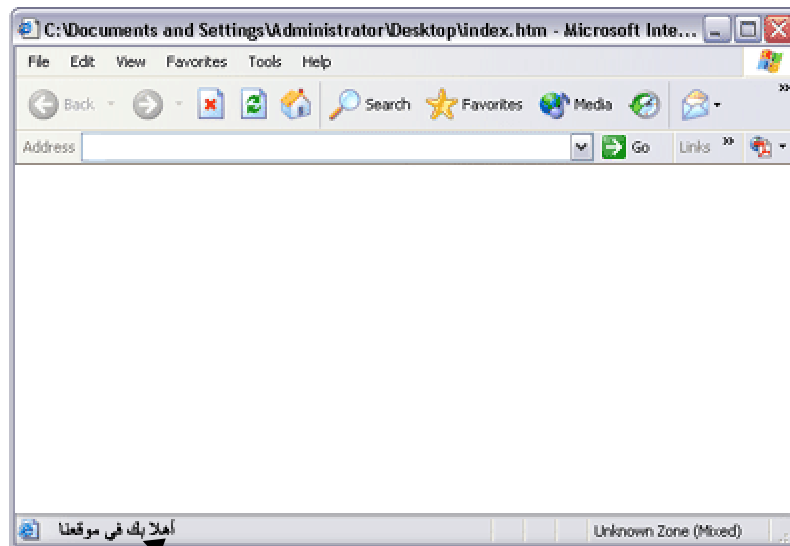 C:\Documents and Settings\Administrator\Desktop\index.htm - Microsoft Inte...
File Edit View Favorites Tools Help
Back Search Favorites Media
Address Go Links
أهلا بك في موقعنا Unknown Zone (Mixed)